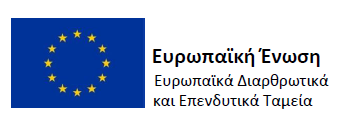 Ευρωπαϊκή Ένωση
Ευρωπαϊκά Διαρθρωτικά
και Επενδυτικά Ταμεία